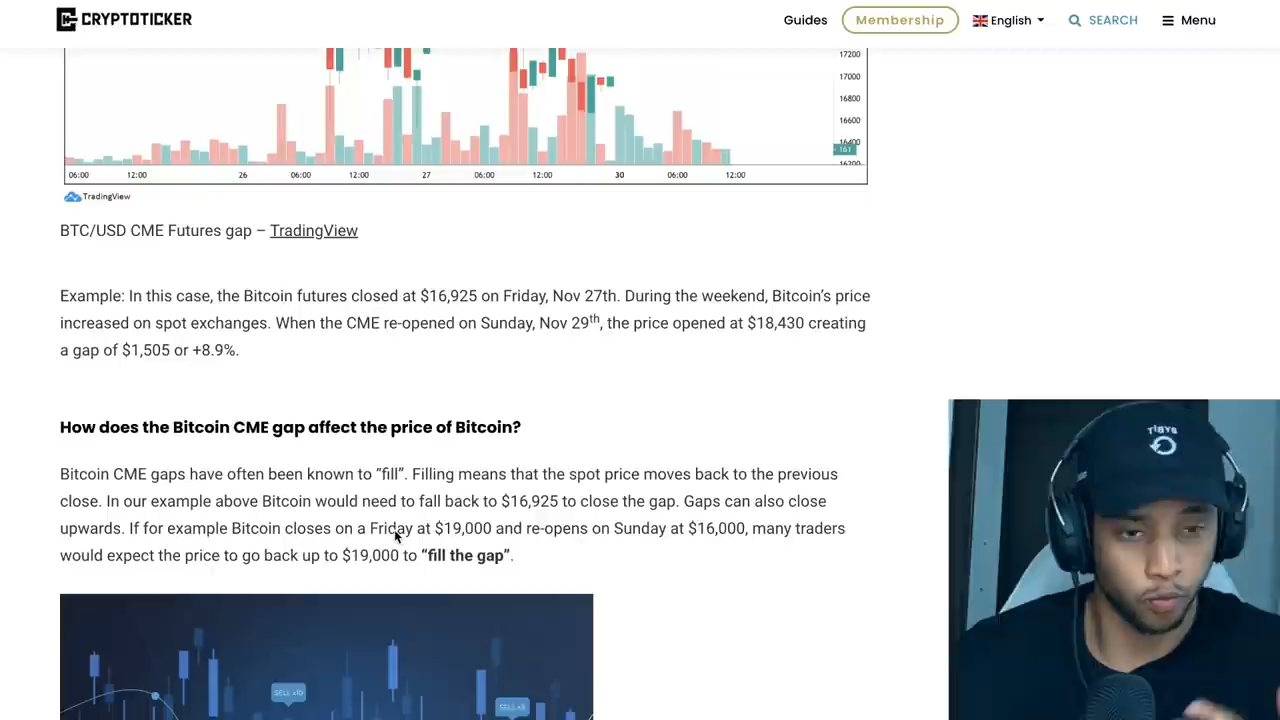 CRYPTOTICKER
Guides
Membership
English
SEARCH
Menu
17200
17000
16800
16600
16400
161
16200
06:00 12:00 26 06:00 12:00 27 06:00 12:00 30 06:00 12:00
TradingView
BTC/USD CME Futures gap – TradingView
Example: In this case, the Bitcoin futures closed at $16,925 on Friday, Nov 27th. During the weekend, Bitcoin's price
increased on spot exchanges. When the CME re-opened on Sunday, Nov 29th, the price opened at $18,430 creating
a gap of $1,505 or +8.9%.
How does the Bitcoin CME gap affect the price of Bitcoin?
Bitcoin CME gaps have often been known to "fill". Filling means that the spot price moves back to the previous
close. In our example above Bitcoin would need to fall back to $16,925 to close the gap. Gaps can also close
upwards. If for example Bitcoin closes on a Friday at $19,000 and re-opens on Sunday at $16,000, many traders
would expect the price to go back up to $19,000 to "fill the gap".
SELL x10